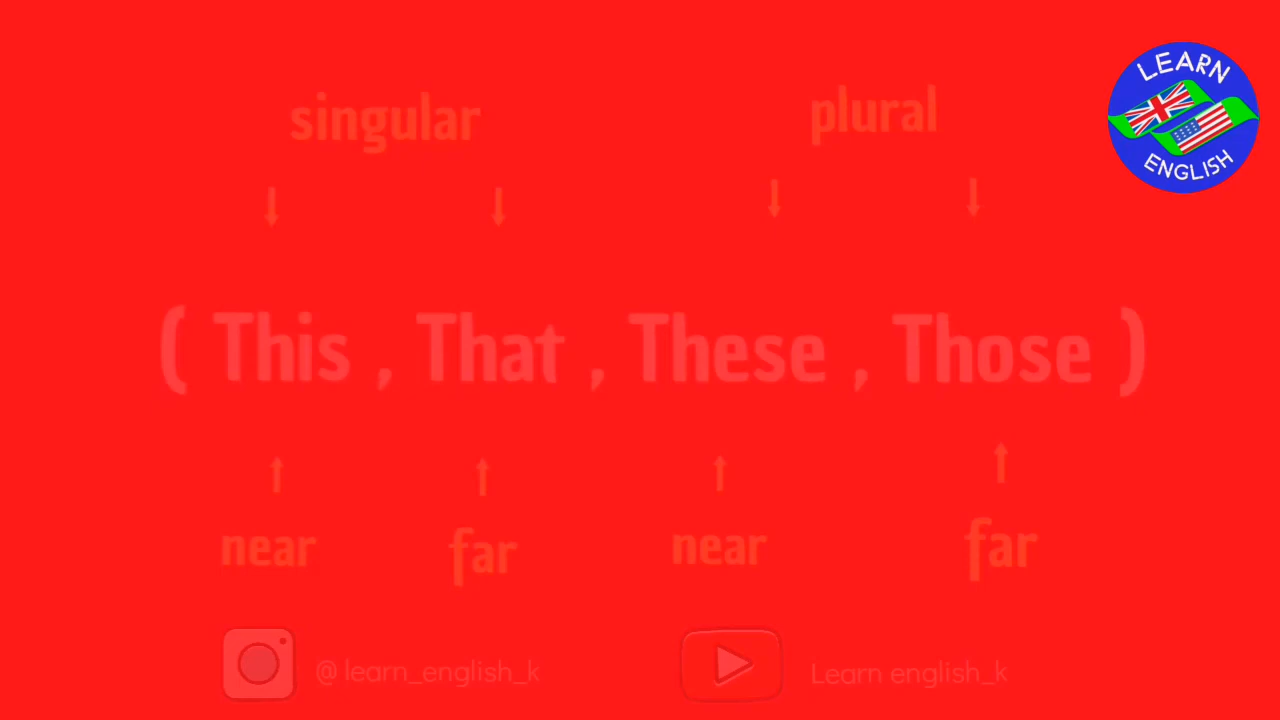 LEARN
ENGLISH
singular plural
( This , That , These , Those )
near far near far
@ learn_english_k Learn english_k